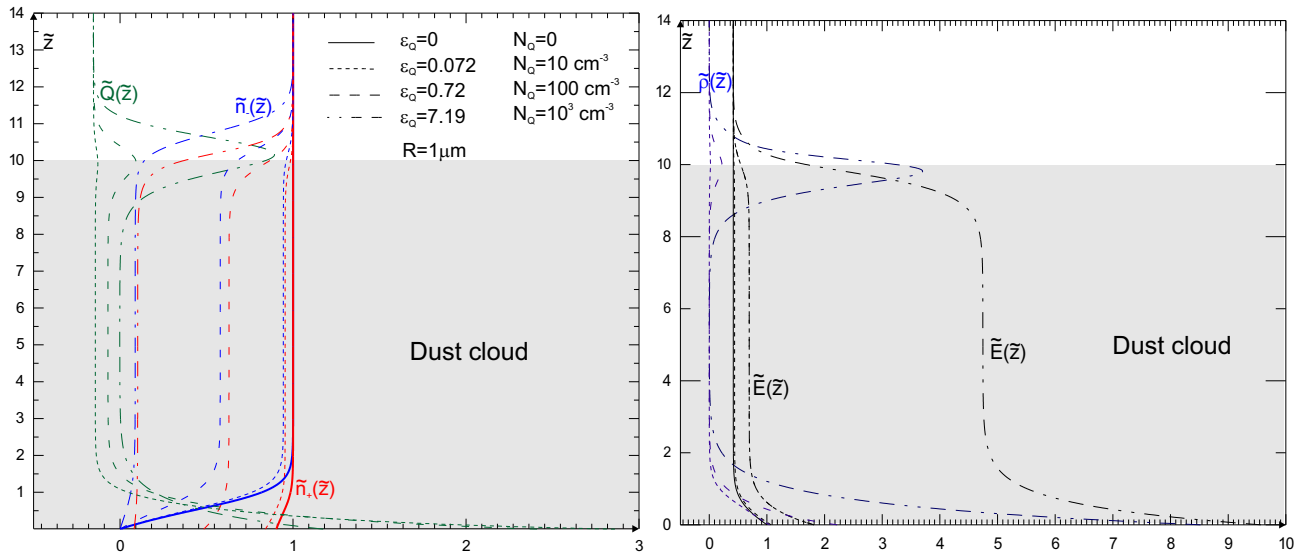 14
13
12
11
10
9
8
7
6
5
4
3
2
1
z̃
Q̃(z̃)
ñ₋(z̃)
ε_Q=0 N_Q=0
ε_Q=0.072 N_Q=10 cm⁻³
ε_Q=0.72 N_Q=100 cm⁻³
ε_Q=7.19 N_Q=10³ cm⁻³
R=1μm
Dust cloud
ñ₊(z̃)
0 1 2 3
14
12
10
8
6
4
2
0
z̃
ρ̃(z̃)
Ẽ(z̃)
Ẽ(z̃)
Dust cloud
0 1 2 3 4 5 6 7 8 9 10